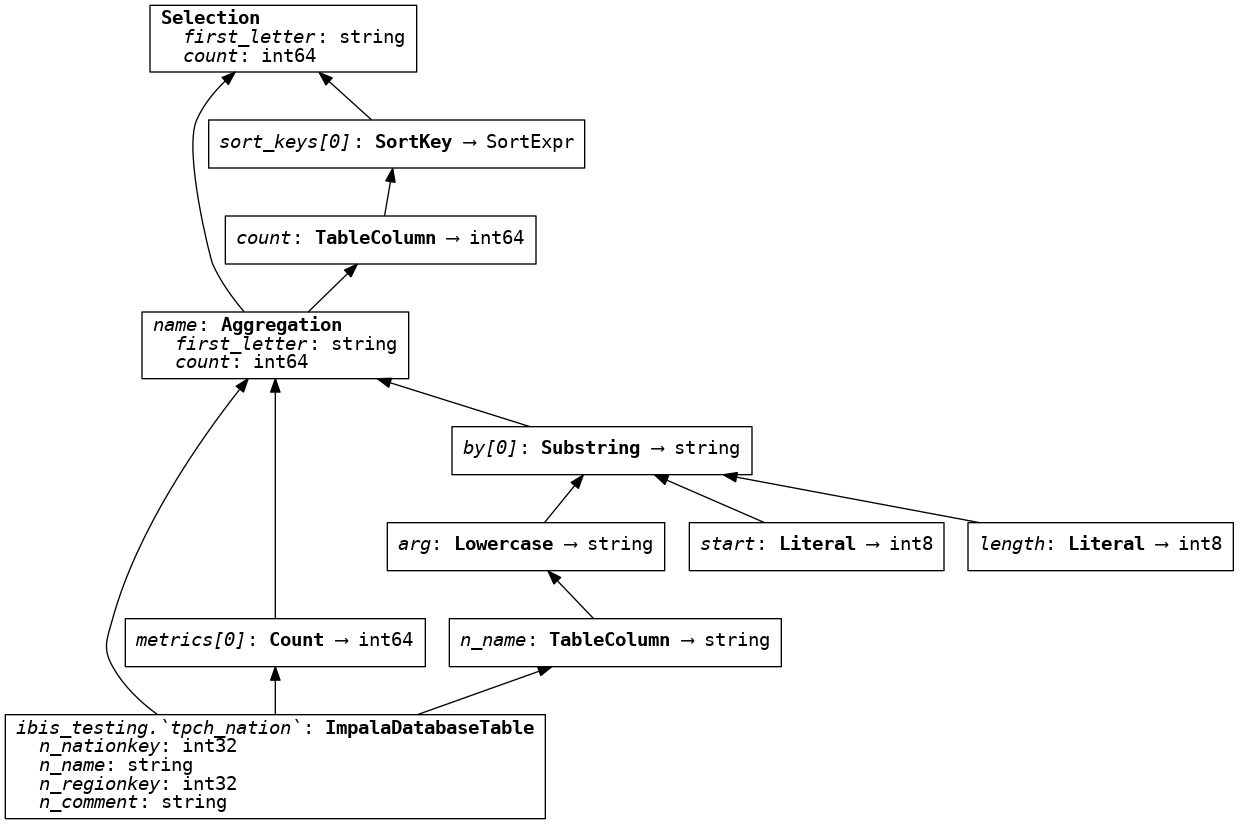 Selection
first_letter: string
count: int64
sort_keys[0]: SortKey → SortExpr
count: TableColumn → int64
name: Aggregation
first_letter: string
count: int64
by[0]: Substring → string
arg: Lowercase → string
start: Literal → int8
length: Literal → int8
metrics[0]: Count → int64
n_name: TableColumn → string
ibis_testing.`tpch_nation`: ImpalaDatabaseTable
n_nationkey: int32
n_name: string
n_regionkey: int32
n_comment: string